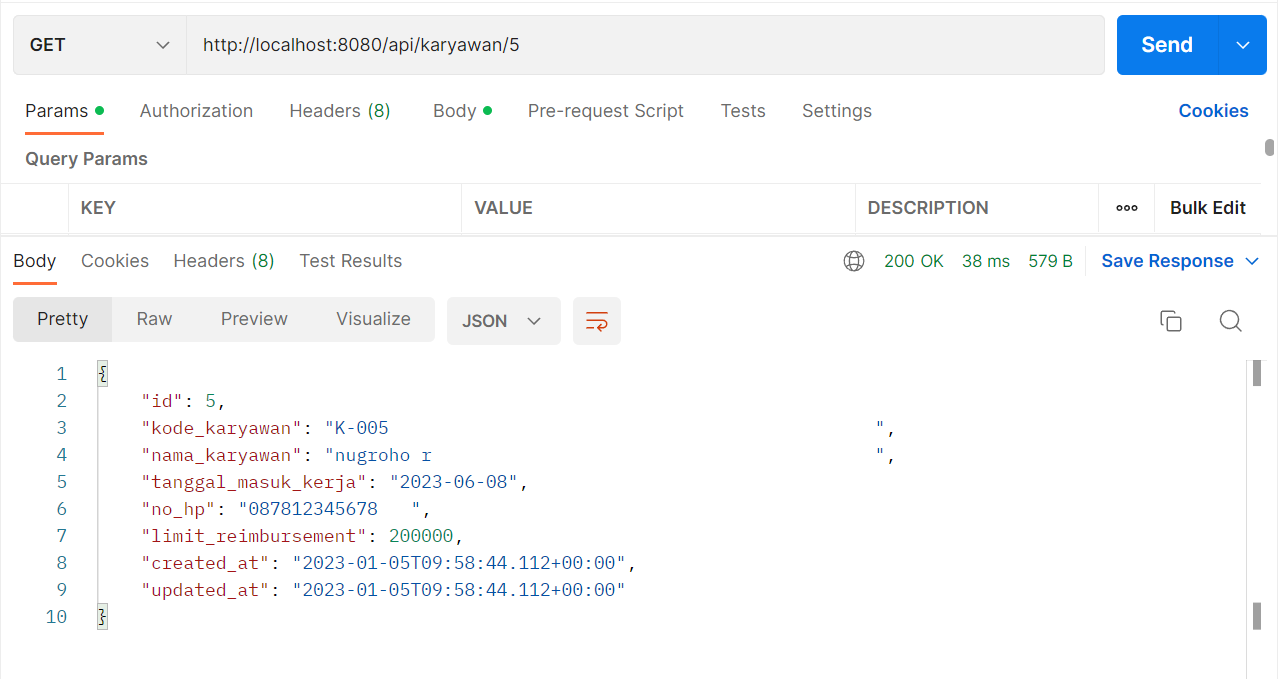 GET http://localhost:8080/api/karyawan/5 Send
Params Authorization Headers (8) Body Pre-request Script Tests Settings Cookies
Query Params
KEY VALUE DESCRIPTION ooo Bulk Edit
Body Cookies Headers (8) Test Results 200 OK 38 ms 579 B Save Response
Pretty Raw Preview Visualize JSON
1 {
2 "id": 5,
3 "kode_karyawan": "K-005                                             ",
4 "nama_karyawan": "nugroho r                                         ",
5 "tanggal_masuk_kerja": "2023-06-08",
6 "no_hp": "087812345678   ",
7 "limit_reimbursement": 200000,
8 "created_at": "2023-01-05T09:58:44.112+00:00",
9 "updated_at": "2023-01-05T09:58:44.112+00:00"
10 }